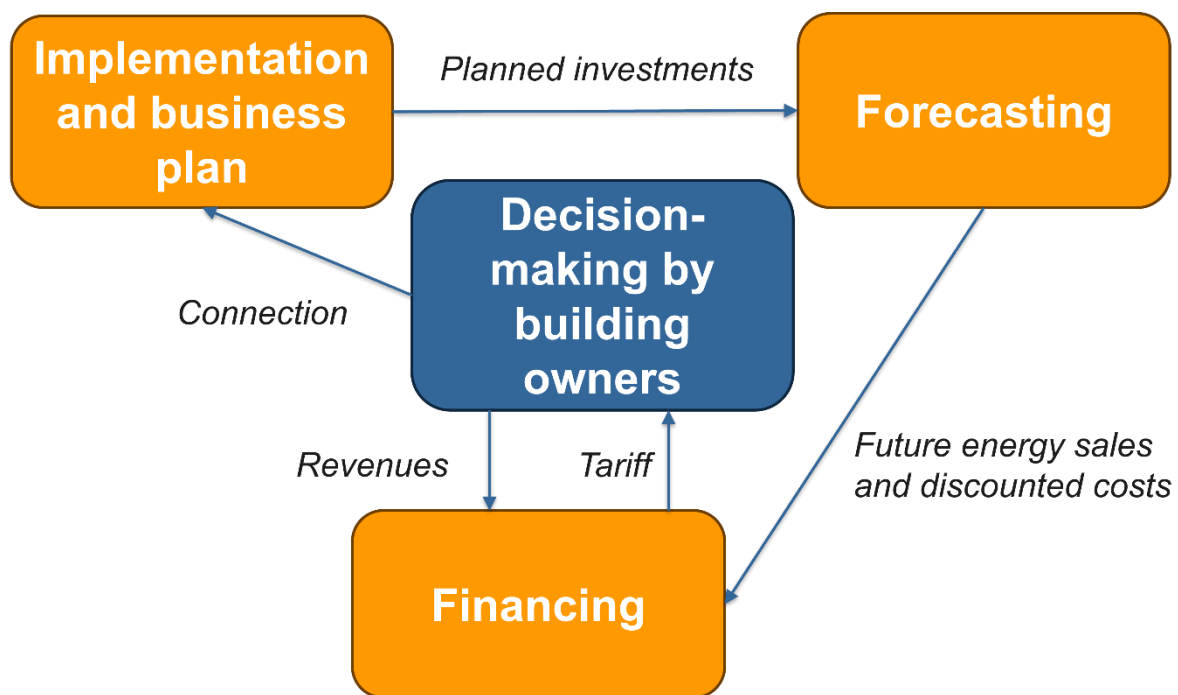 Implementation
and business
plan
Planned investments
Forecasting
Decision-
making by
building
owners
Connection
Revenues
Tariff
Future energy sales
and discounted costs
Financing